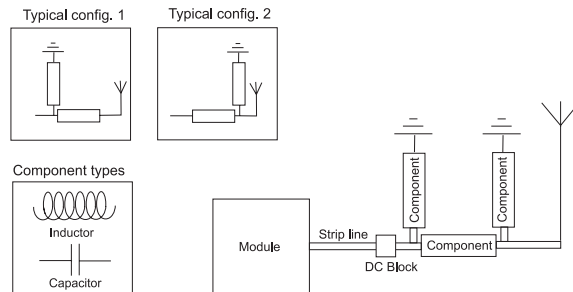 Typical config. 1
Typical config. 2
Component types
Inductor
Capacitor
Module
Strip line
DC Block
Component
Component
Component